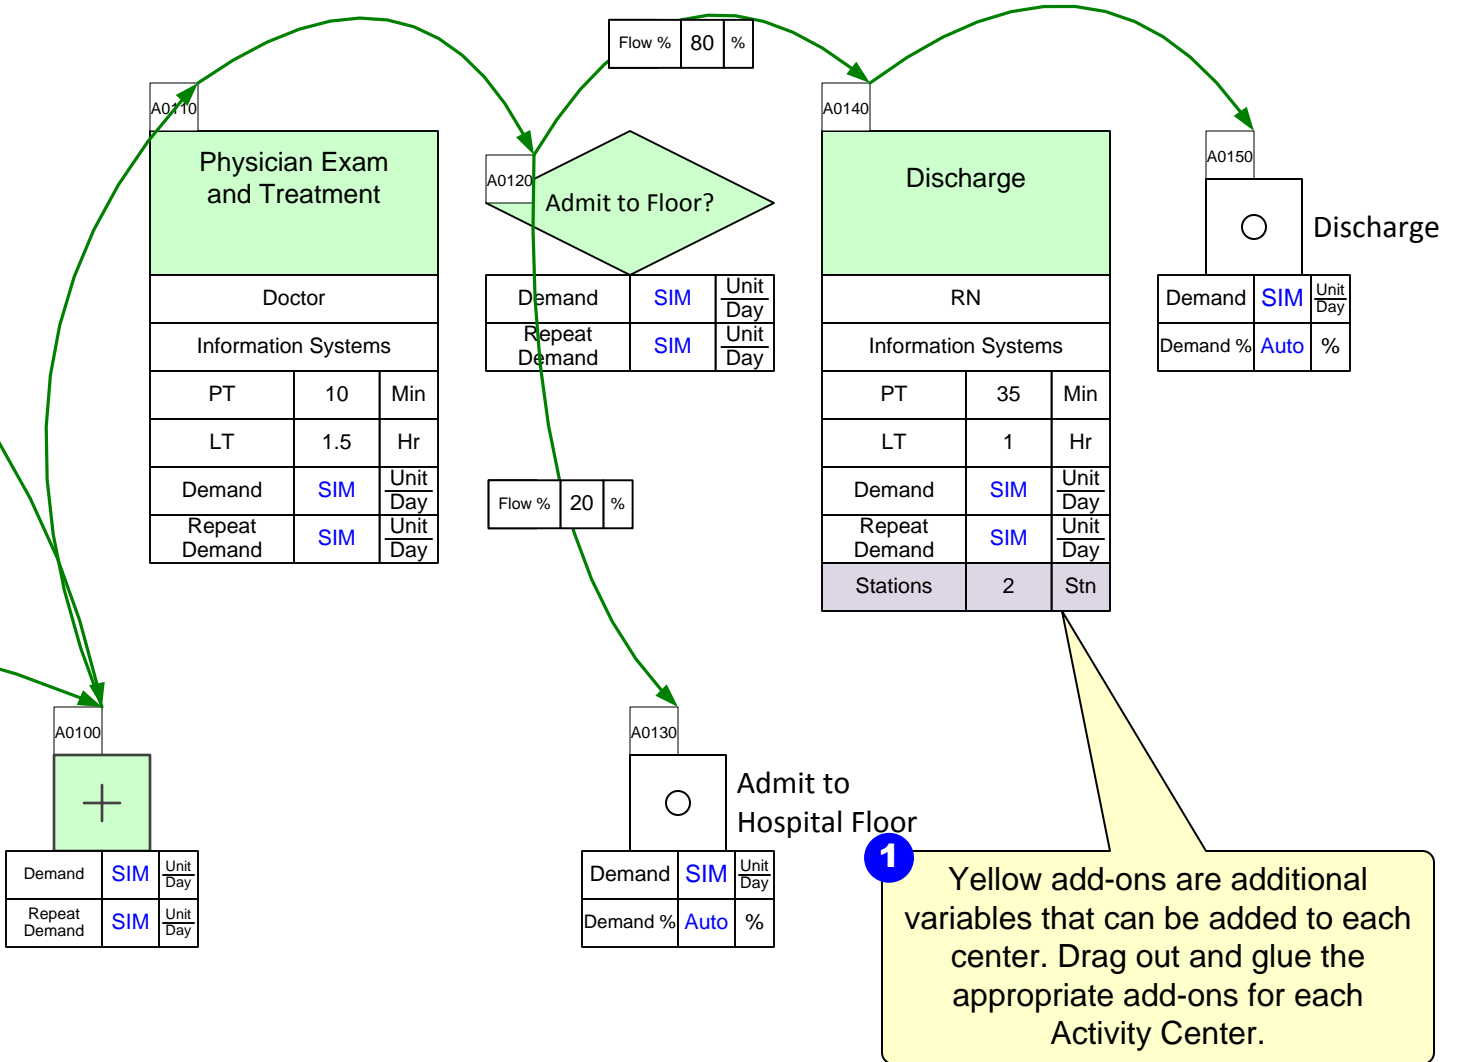 Flow % 80 %
A0110
Physician Exam
and Treatment
Doctor
Information Systems
PT 10 Min
LT 1.5 Hr
Demand SIM Unit
Day
Repeat
Demand SIM Unit
Day
A0120
Admit to Floor?
Demand SIM Unit
Day
Repeat
Demand SIM Unit
Day
Flow % 20 %
A0140
Discharge
RN
Information Systems
PT 35 Min
LT 1 Hr
Demand SIM Unit
Day
Repeat
Demand SIM Unit
Day
Stations 2 Stn
A0150
Discharge
Demand SIM Unit
Day
Demand % Auto %
A0100
Demand SIM Unit
Day
Repeat
Demand SIM Unit
Day
A0130
Admit to
Hospital Floor
Demand SIM Unit
Day
Demand % Auto %
1
Yellow add-ons are additional
variables that can be added to each
center. Drag out and glue the
appropriate add-ons for each
Activity Center.